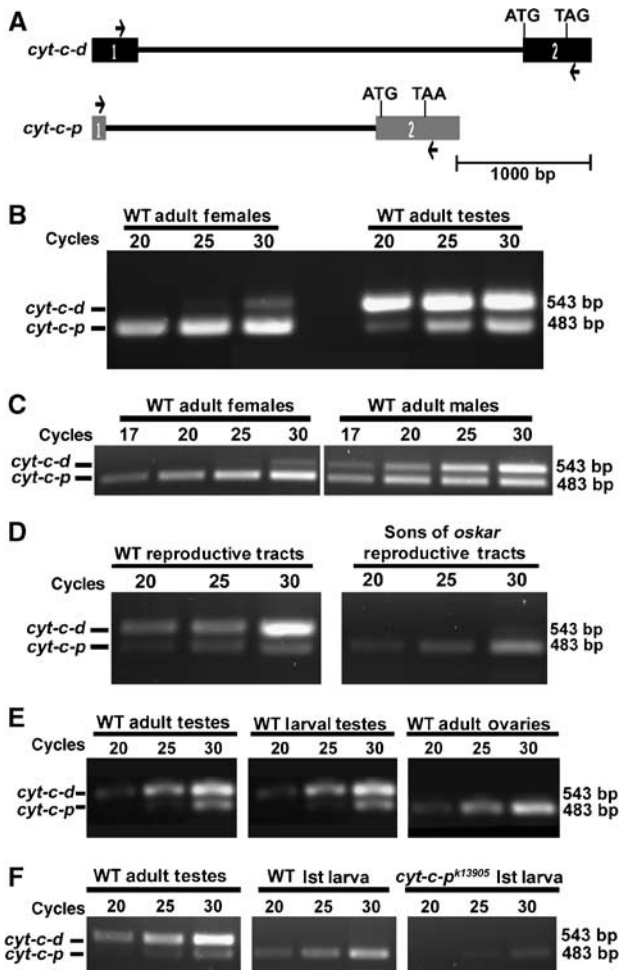 A
ATG TAG
cyt-c-d 1 2
ATG TAA
cyt-c-p 1 2
1000 bp
B
WT adult females WT adult testes
Cycles 20 25 30 20 25 30
cyt-c-d 543 bp
cyt-c-p 483 bp
C
WT adult females WT adult males
Cycles 17 20 25 30 17 20 25 30
cyt-c-d 543 bp
cyt-c-p 483 bp
D
Sons of oskar
WT reproductive tracts reproductive tracts
Cycles 20 25 30 20 25 30
cyt-c-d 543 bp
cyt-c-p 483 bp
E
WT adult testes WT larval testes WT adult ovaries
Cycles 20 25 30 20 25 30 20 25 30
cyt-c-d 543 bp
cyt-c-p 483 bp
F
WT adult testes WT Ist larva cyt-c-p^k13905 Ist larva
Cycles 20 25 30 20 25 30 20 25 30
cyt-c-d 543 bp
cyt-c-p 483 bp